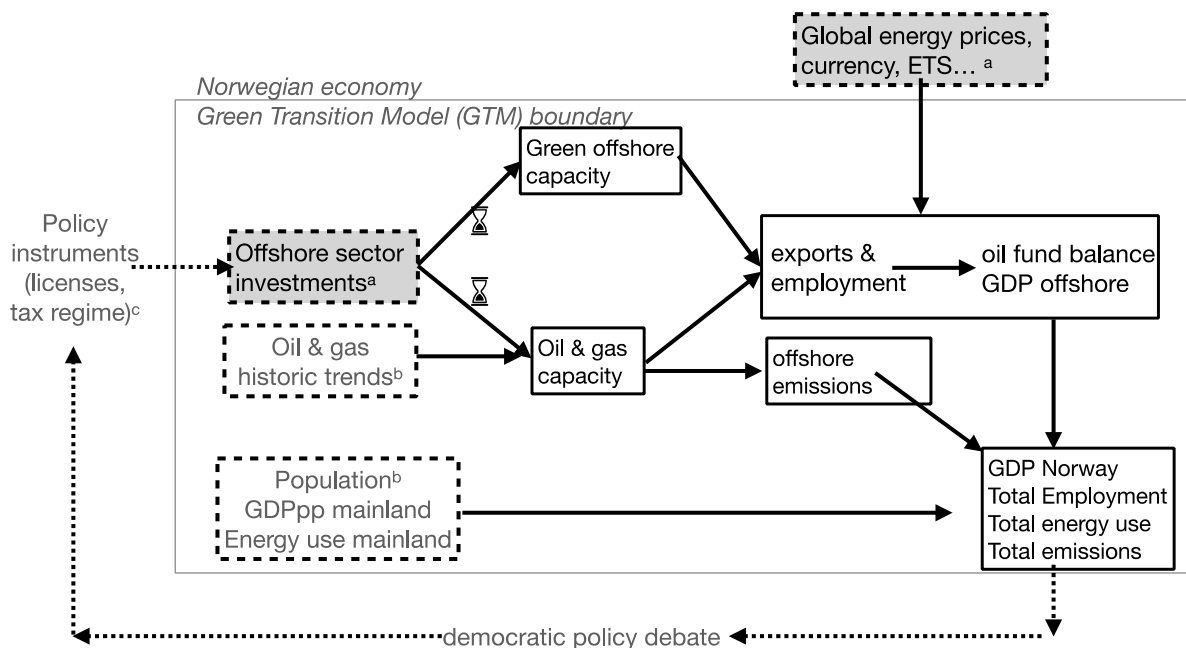 Global energy prices,
currency, ETS... ᵃ
Norwegian economy
Green Transition Model (GTM) boundary
Green offshore
capacity
Policy
instruments
(licenses,
tax regime)ᶜ
Offshore sector
investmentsᵃ
exports &
employment
oil fund balance
GDP offshore
Oil & gas
historic trendsᵇ
Oil & gas
capacity
offshore
emissions
Populationᵇ
GDPpp mainland
Energy use mainland
GDP Norway
Total Employment
Total energy use
Total emissions
democratic policy debate